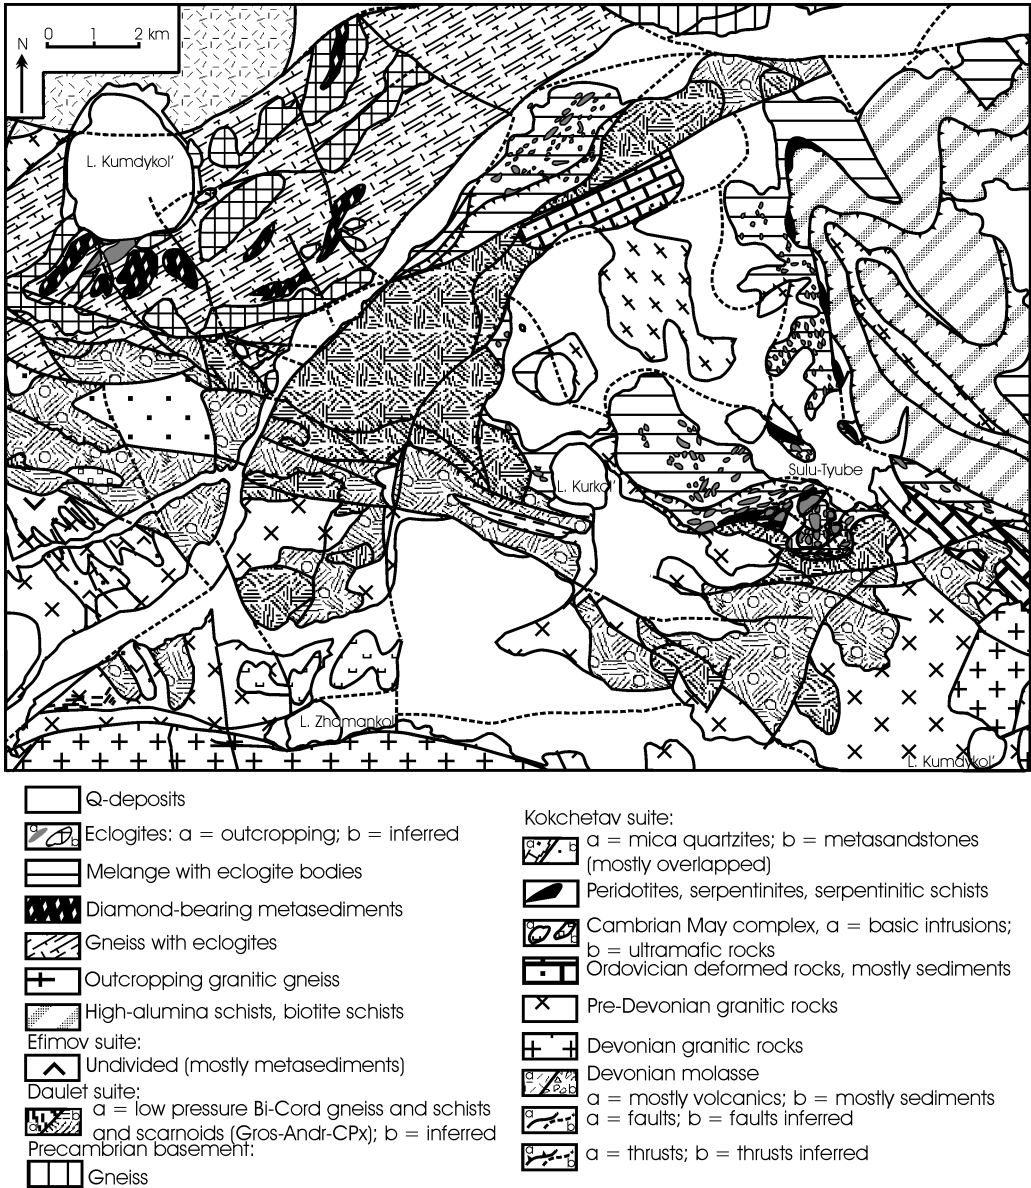 N
0 1 2 km
L. Kumdykol'
L. Kurkol'
Sulu-Tyube
L. Zhamankol'
L. Kumdykol'
Q-deposits
Eclogites: a = outcropping; b = inferred
Melange with eclogite bodies
Diamond-bearing metasediments
Gneiss with eclogites
Outcropping granitic gneiss
High-alumina schists, biotite schists
Efimov suite:
Undivided (mostly metasediments)
Daulet suite:
a = low pressure Bi-Cord gneiss and schists
and scarnoids (Gros-Andr-CPx); b = inferred
Precambrian basement:
Gneiss
Kokchetav suite:
a = mica quartzites; b = metasandstones
(mostly overlapped)
Peridotites, serpentinites, serpentinitic schists
Cambrian May complex, a = basic intrusions;
b = ultramafic rocks
Ordovician deformed rocks, mostly sediments
Pre-Devonian granitic rocks
Devonian granitic rocks
Devonian molasse
a = mostly volcanics; b = mostly sediments
a = faults; b = faults inferred
a = thrusts; b = thrusts inferred